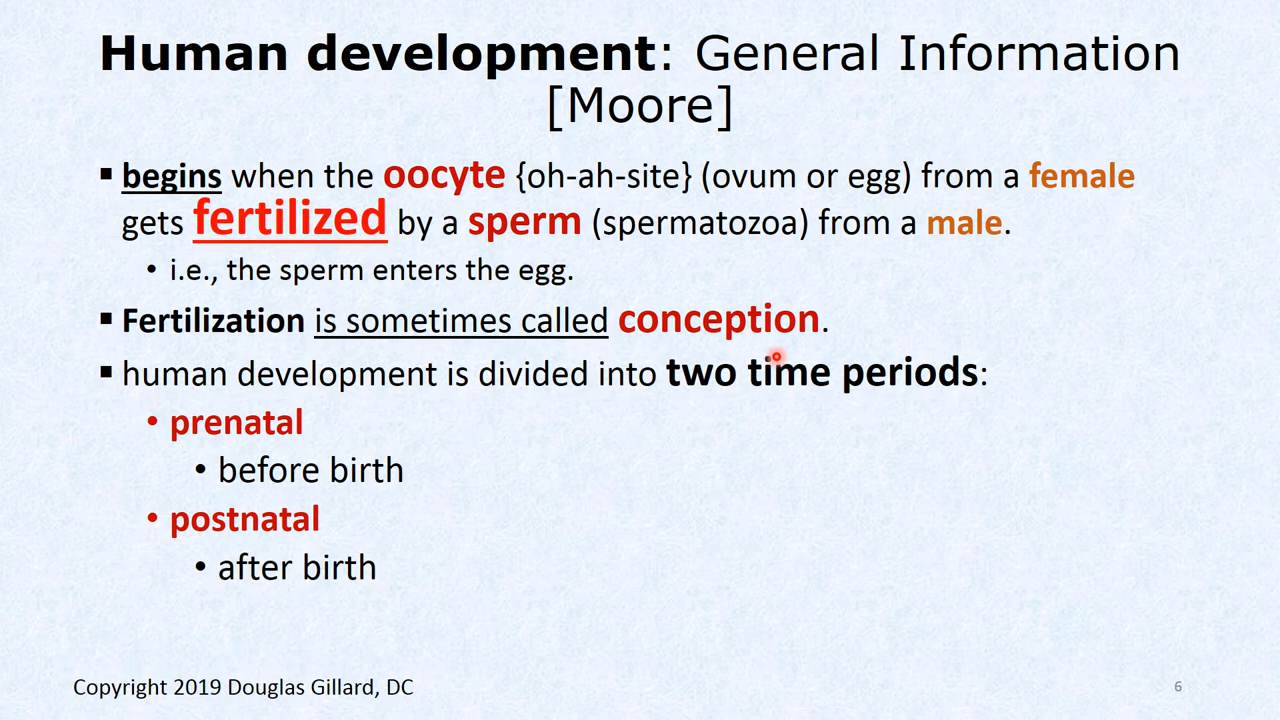 Human development: General Information
[Moore]
▪ begins when the oocyte {oh-ah-site} (ovum or egg) from a female
gets fertilized by a sperm (spermatozoa) from a male.
• i.e., the sperm enters the egg.
▪ Fertilization is sometimes called conception.
▪ human development is divided into two time periods:
• prenatal
• before birth
• postnatal
• after birth
Copyright 2019 Douglas Gillard, DC
6